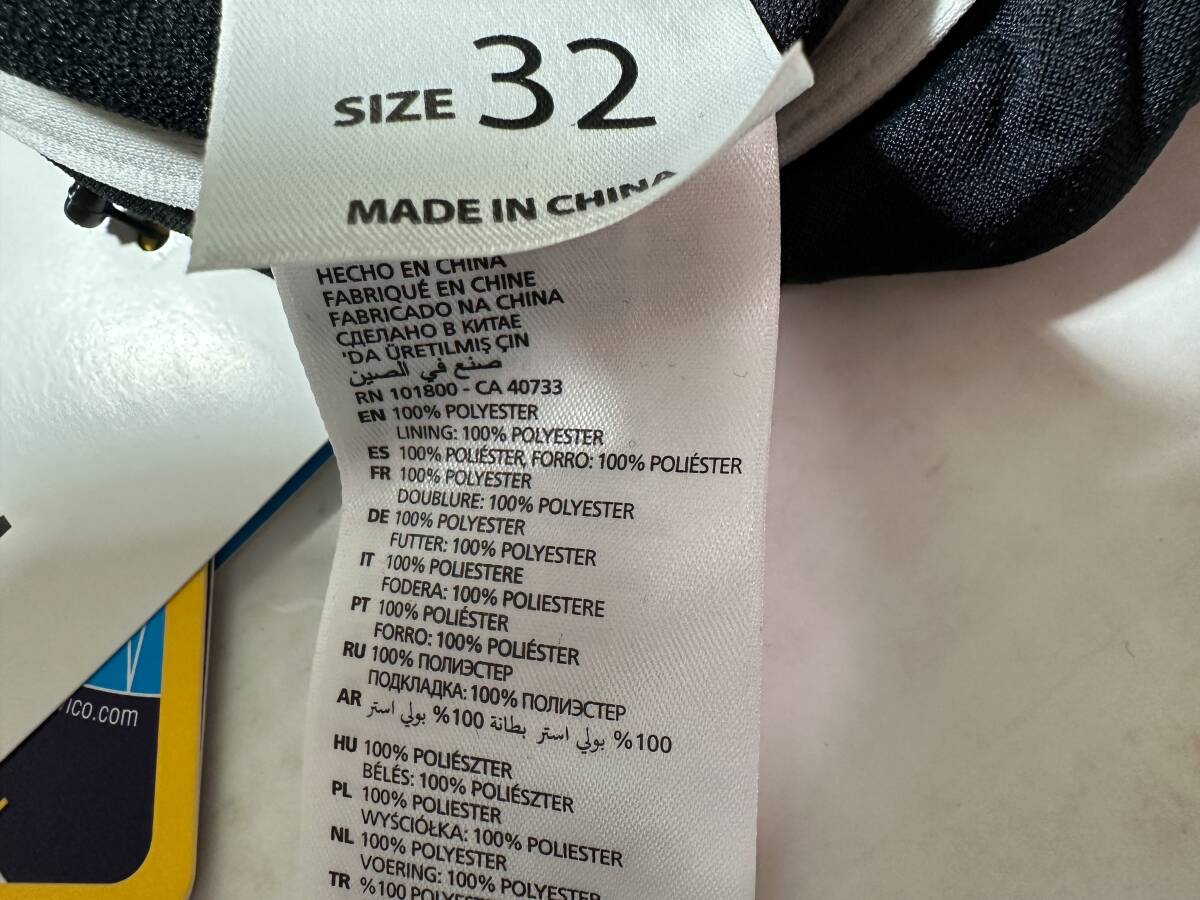 SIZE 32
MADE IN CHINA
HECHO EN CHINA
FABRIQUÉ EN CHINE
FABRICADO NA CHINA
СДЕЛАНО В КИТАЕ
'DA ÜRETILMIŞ ÇIN
صنع في الصين
RN 101800 - CA 40733
EN 100% POLYESTER
LINING: 100% POLYESTER
ES 100% POLIÉSTER, FORRO: 100% POLIÉSTER
FR 100% POLYESTER
DOUBLURE: 100% POLYESTER
DE 100% POLYESTER
FUTTER: 100% POLYESTER
IT 100% POLIESTERE
FODERA: 100% POLIESTERE
PT 100% POLIÉSTER
FORRO: 100% POLIÉSTER
RU 100% ПОЛИЭСТЕР
ПОДКЛАДКА: 100% ПОЛИЭСТЕР
AR 100% بولي استر بطانة 100% بولي استر
HU 100% POLIÉSZTER
BÉLÉS: 100% POLIÉSZTER
PL 100% POLIESTER
WYŚCIÓŁKA: 100% POLIESTER
NL 100% POLYESTER
VOERING: 100% POLYESTER
TR %100
ico.com